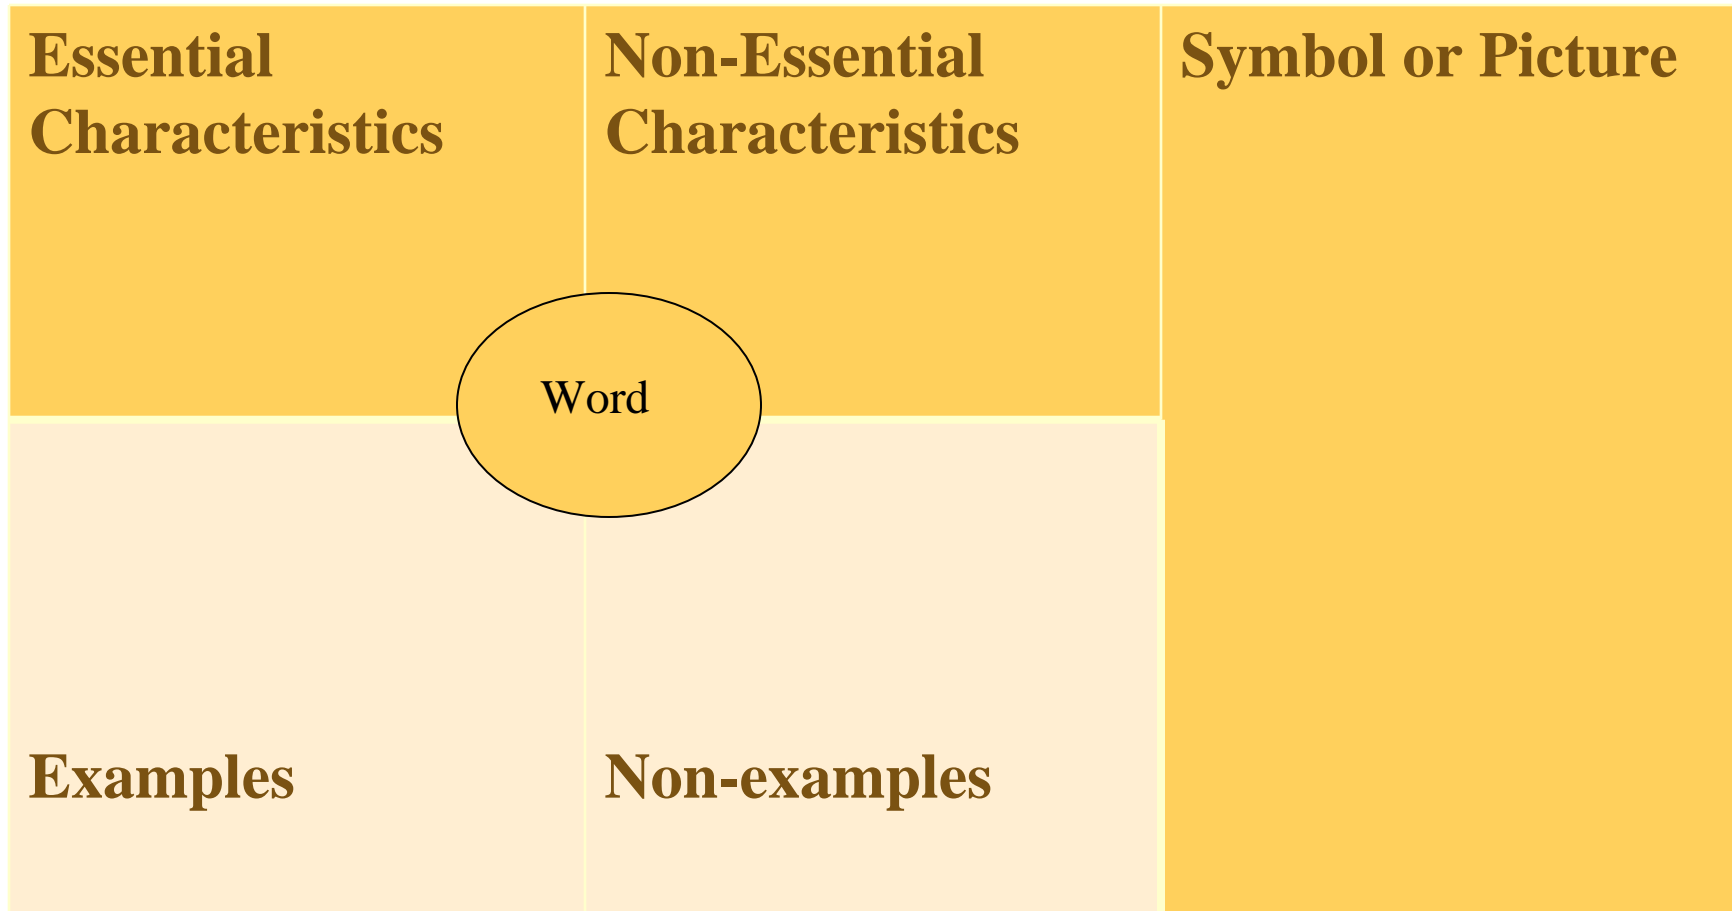 Essential
Characteristics
Non-Essential
Characteristics
Symbol or Picture
Word
Examples
Non-examples